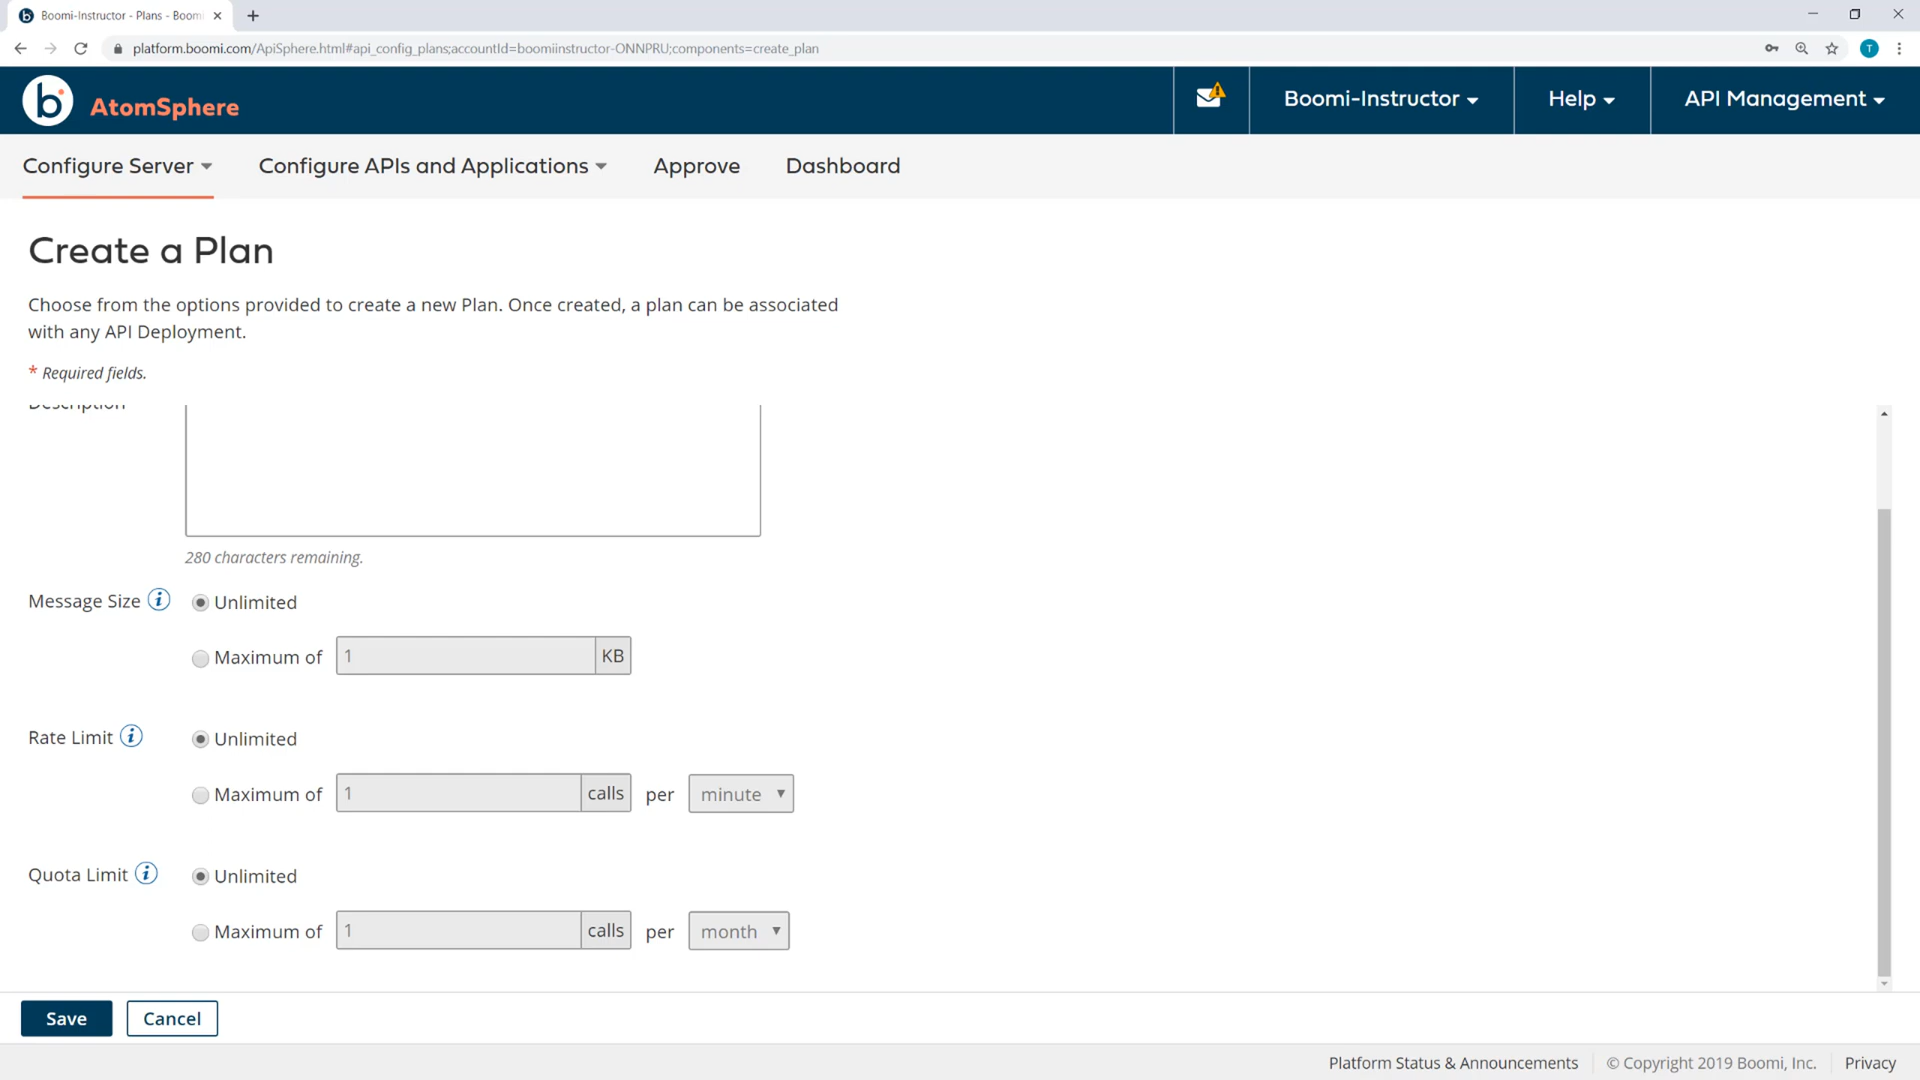 Boomi-Instructor - Plans - Boomi
platform.boomi.com/ApiSphere.html#api_config_plans;accountId=boomiinstructor-ONNPRU;components=create_plan
T
b AtomSphere
Boomi-Instructor
Help
API Management
Configure Server
Configure APIs and Applications
Approve
Dashboard
Create a Plan
Choose from the options provided to create a new Plan. Once created, a plan can be associated
with any API Deployment.
* Required fields.
Description
280 characters remaining.
Message Size i Unlimited
Maximum of 1 KB
Rate Limit i Unlimited
Maximum of 1 calls per minute
Quota Limit i Unlimited
Maximum of 1 calls per month
Save Cancel
Platform Status & Announcements © Copyright 2019 Boomi, Inc. Privacy